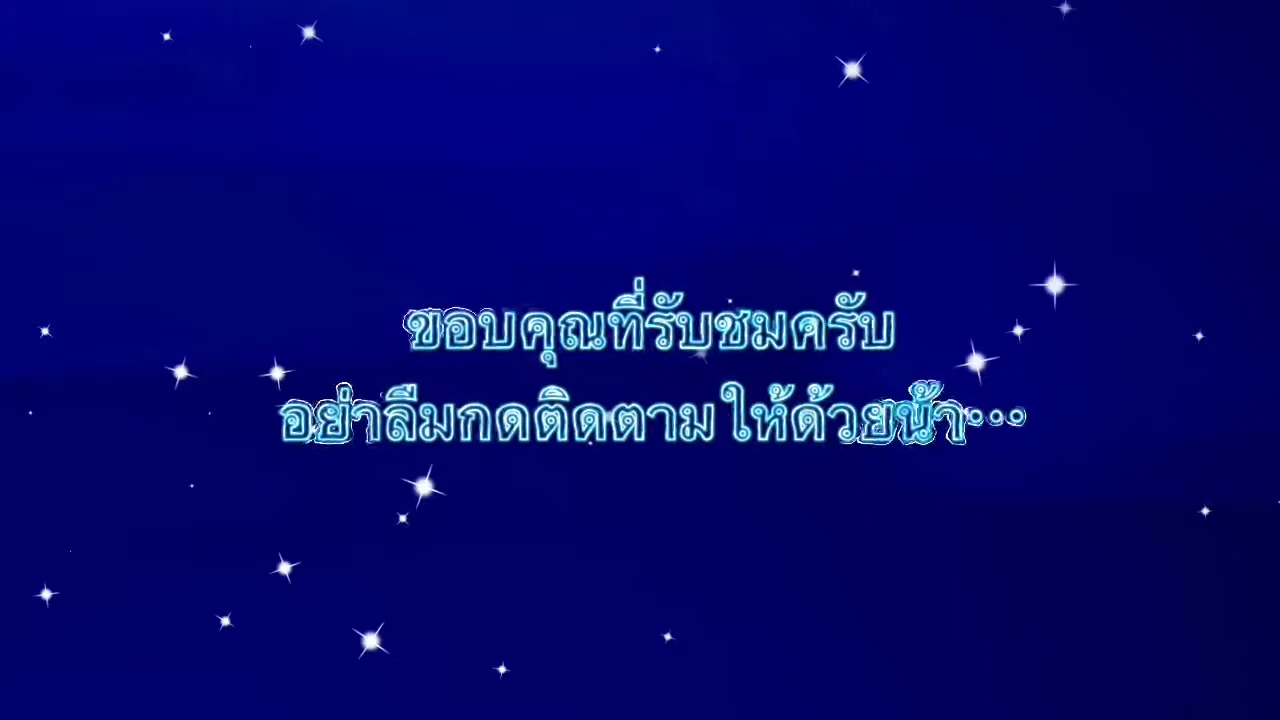 ขอบคุณที่รับชมครับ
อย่าลืมกดติดตาม ให้ด้วยน้า...